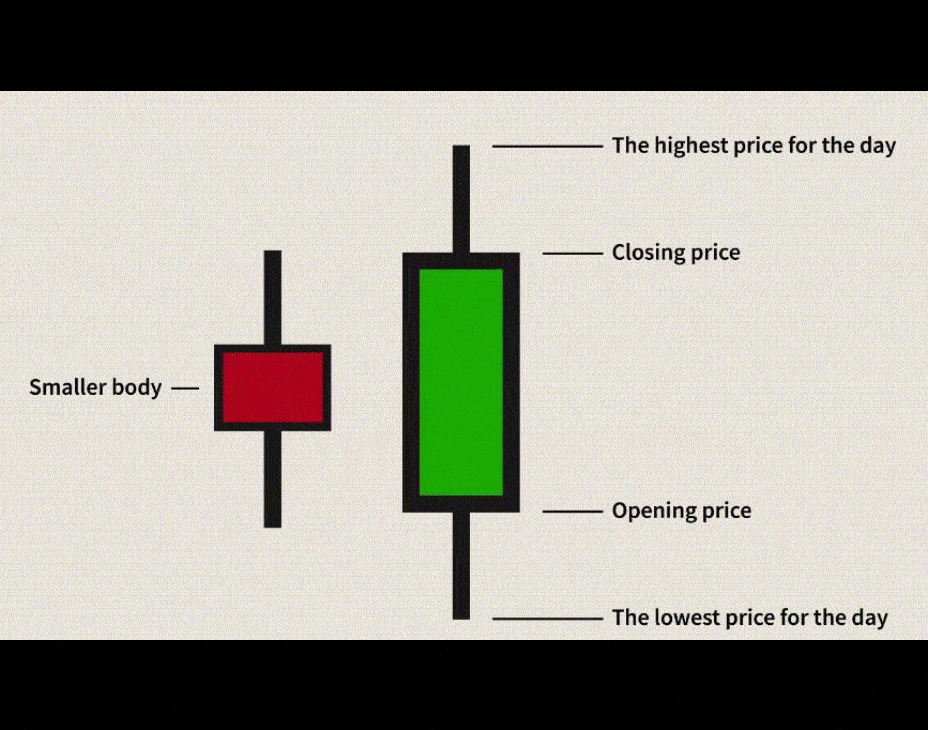 The highest price for the day
Closing price
Smaller body
Opening price
The lowest price for the day